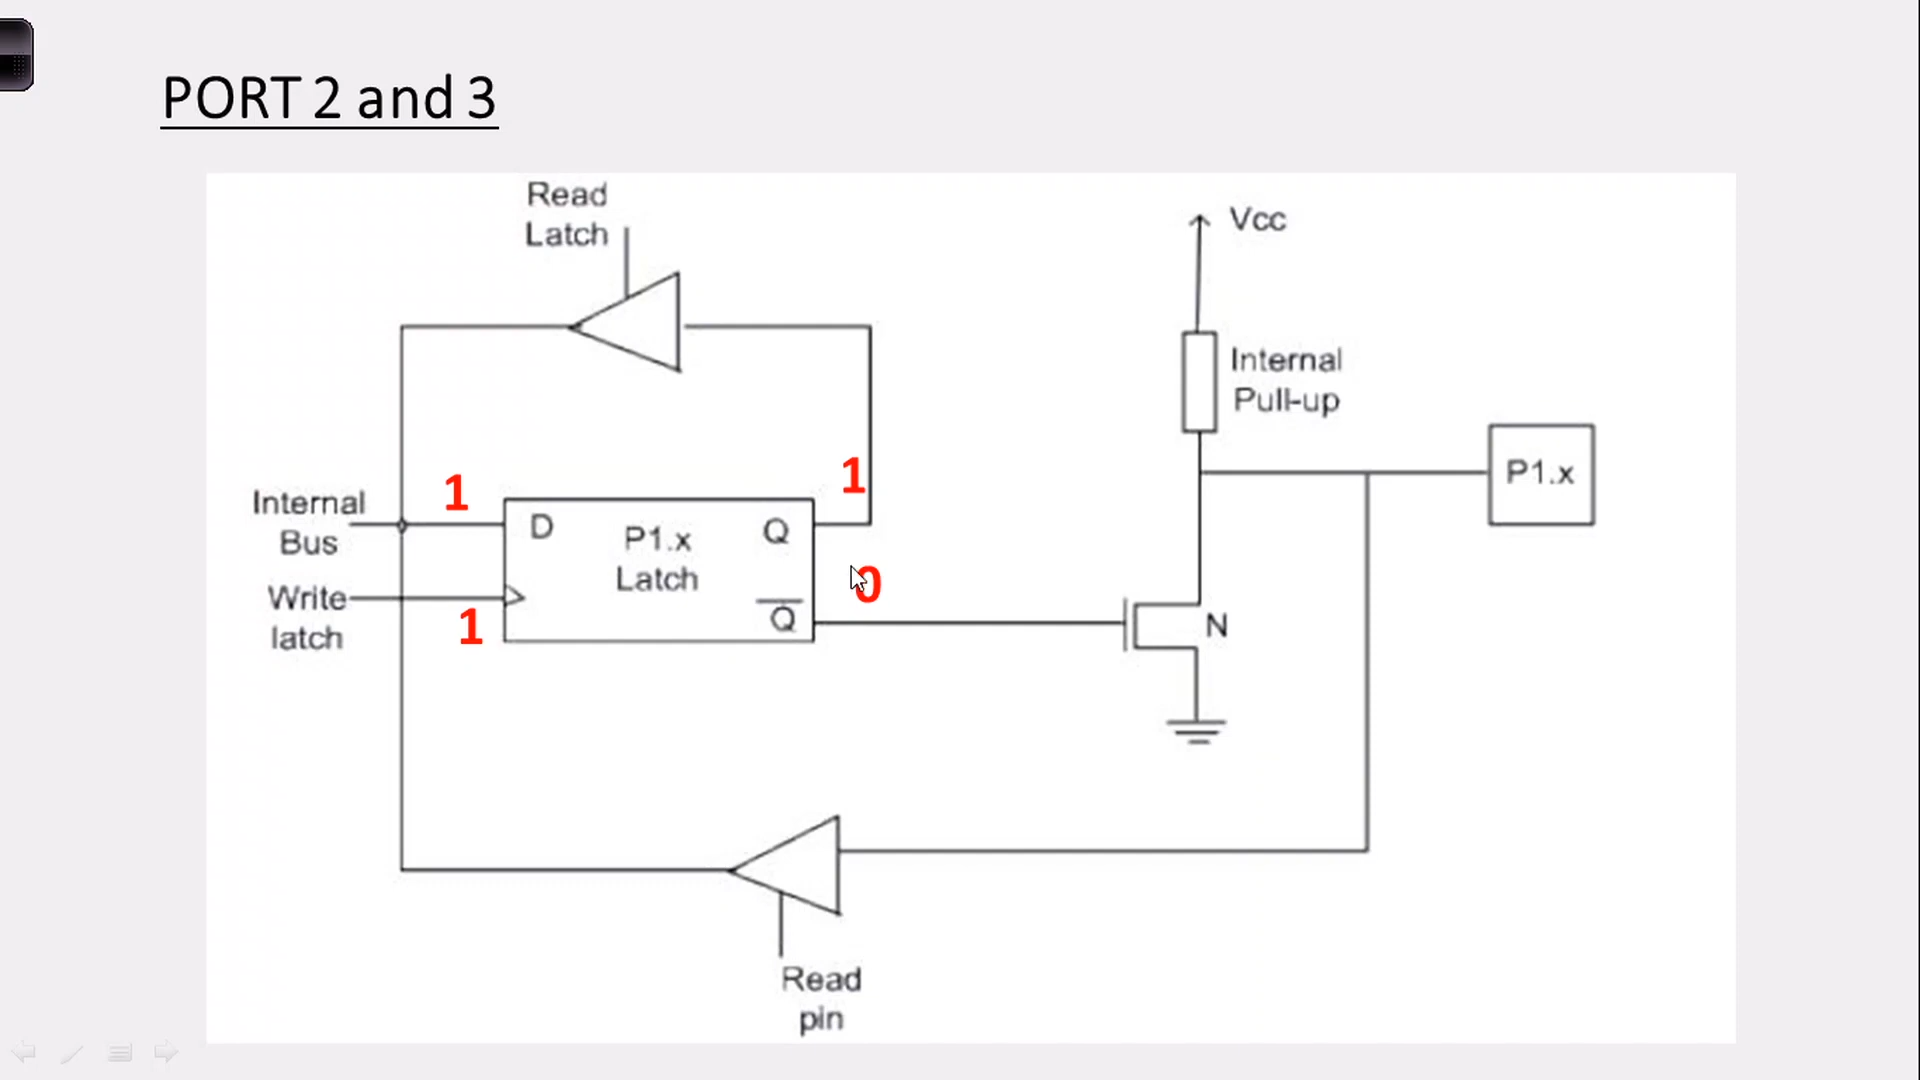 PORT 2 and 3
Read
Latch
Vcc
Internal
Pull-up
P1.x
1
1
Internal
Bus
D
P1.x
Latch
Q
0
Write
latch
1
Q
N
Read
pin